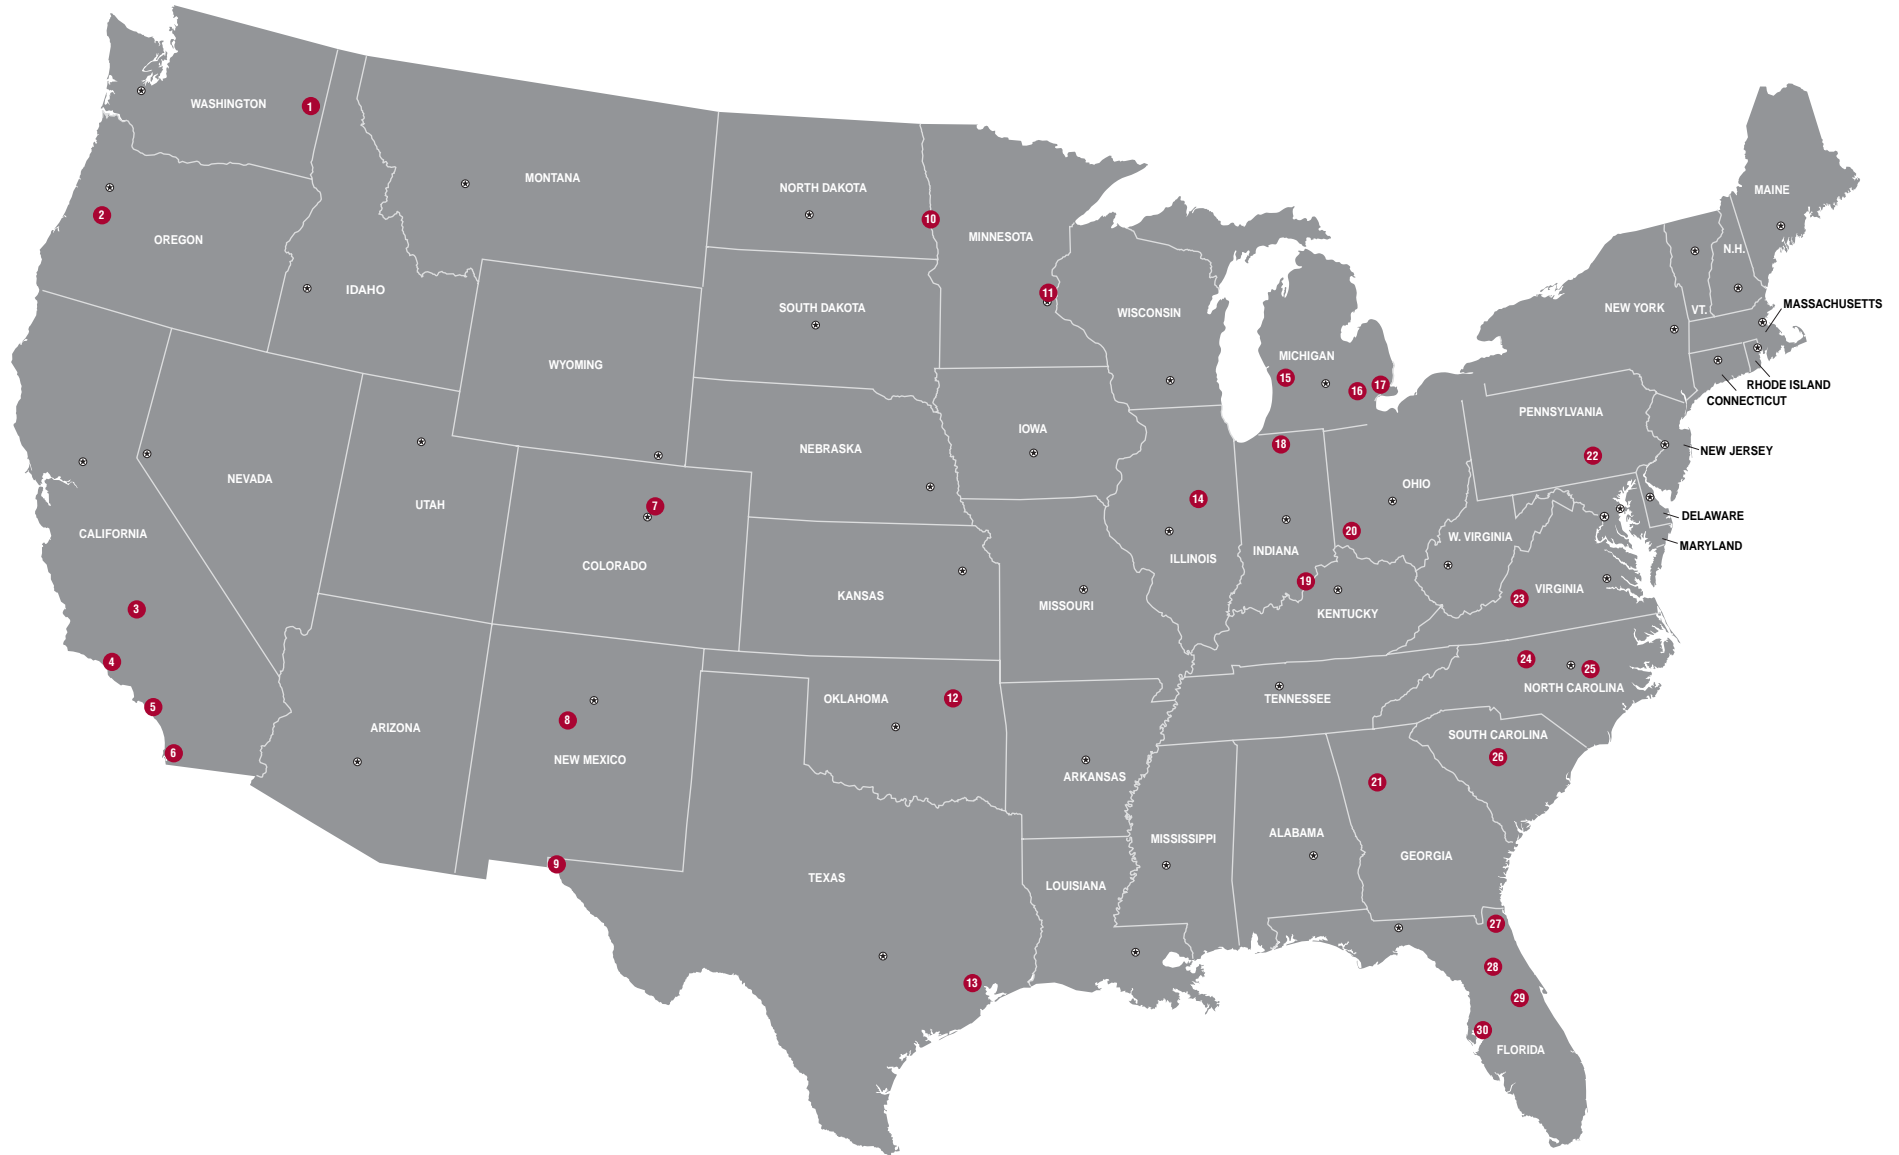 WASHINGTON
1
MONTANA
NORTH DAKOTA
MINNESOTA
10
MAINE
2
OREGON
IDAHO
N.H.
11
SOUTH DAKOTA
WISCONSIN
NEW YORK
VT.
MASSACHUSETTS
WYOMING
MICHIGAN
15
16
17
RHODE ISLAND
CONNECTICUT
PENNSYLVANIA
IOWA
NEBRASKA
18
22
NEW JERSEY
NEVADA
UTAH
7
14
OHIO
DELAWARE
CALIFORNIA
20
W. VIRGINIA
MARYLAND
COLORADO
ILLINOIS
INDIANA
19
KANSAS
MISSOURI
KENTUCKY
23
VIRGINIA
3
4
24
25
NORTH CAROLINA
5
OKLAHOMA
12
TENNESSEE
8
ARIZONA
6
NEW MEXICO
SOUTH CAROLINA
26
ARKANSAS
21
MISSISSIPPI
ALABAMA
GEORGIA
9
TEXAS
LOUISIANA
27
28
13
29
30
FLORIDA